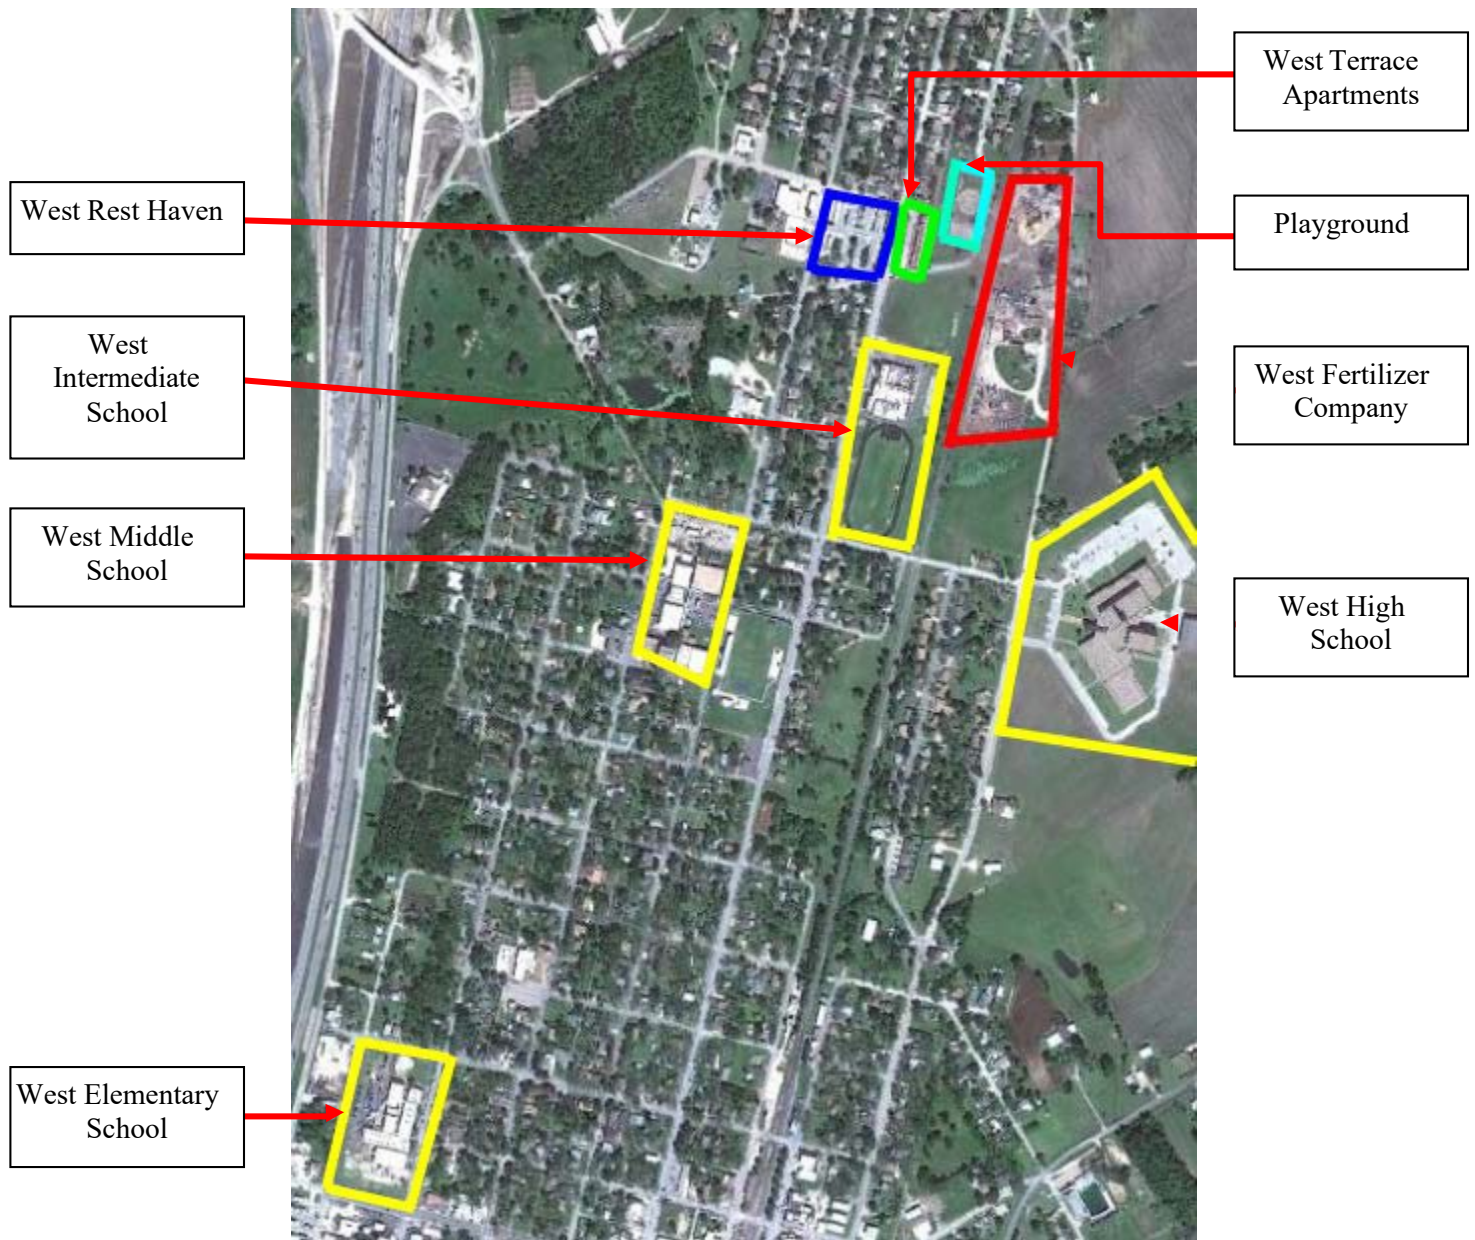 West Terrace
Apartments
West Rest Haven
Playground
West
Intermediate
School
West Fertilizer
Company
West Middle
School
West High
School
West Elementary
School